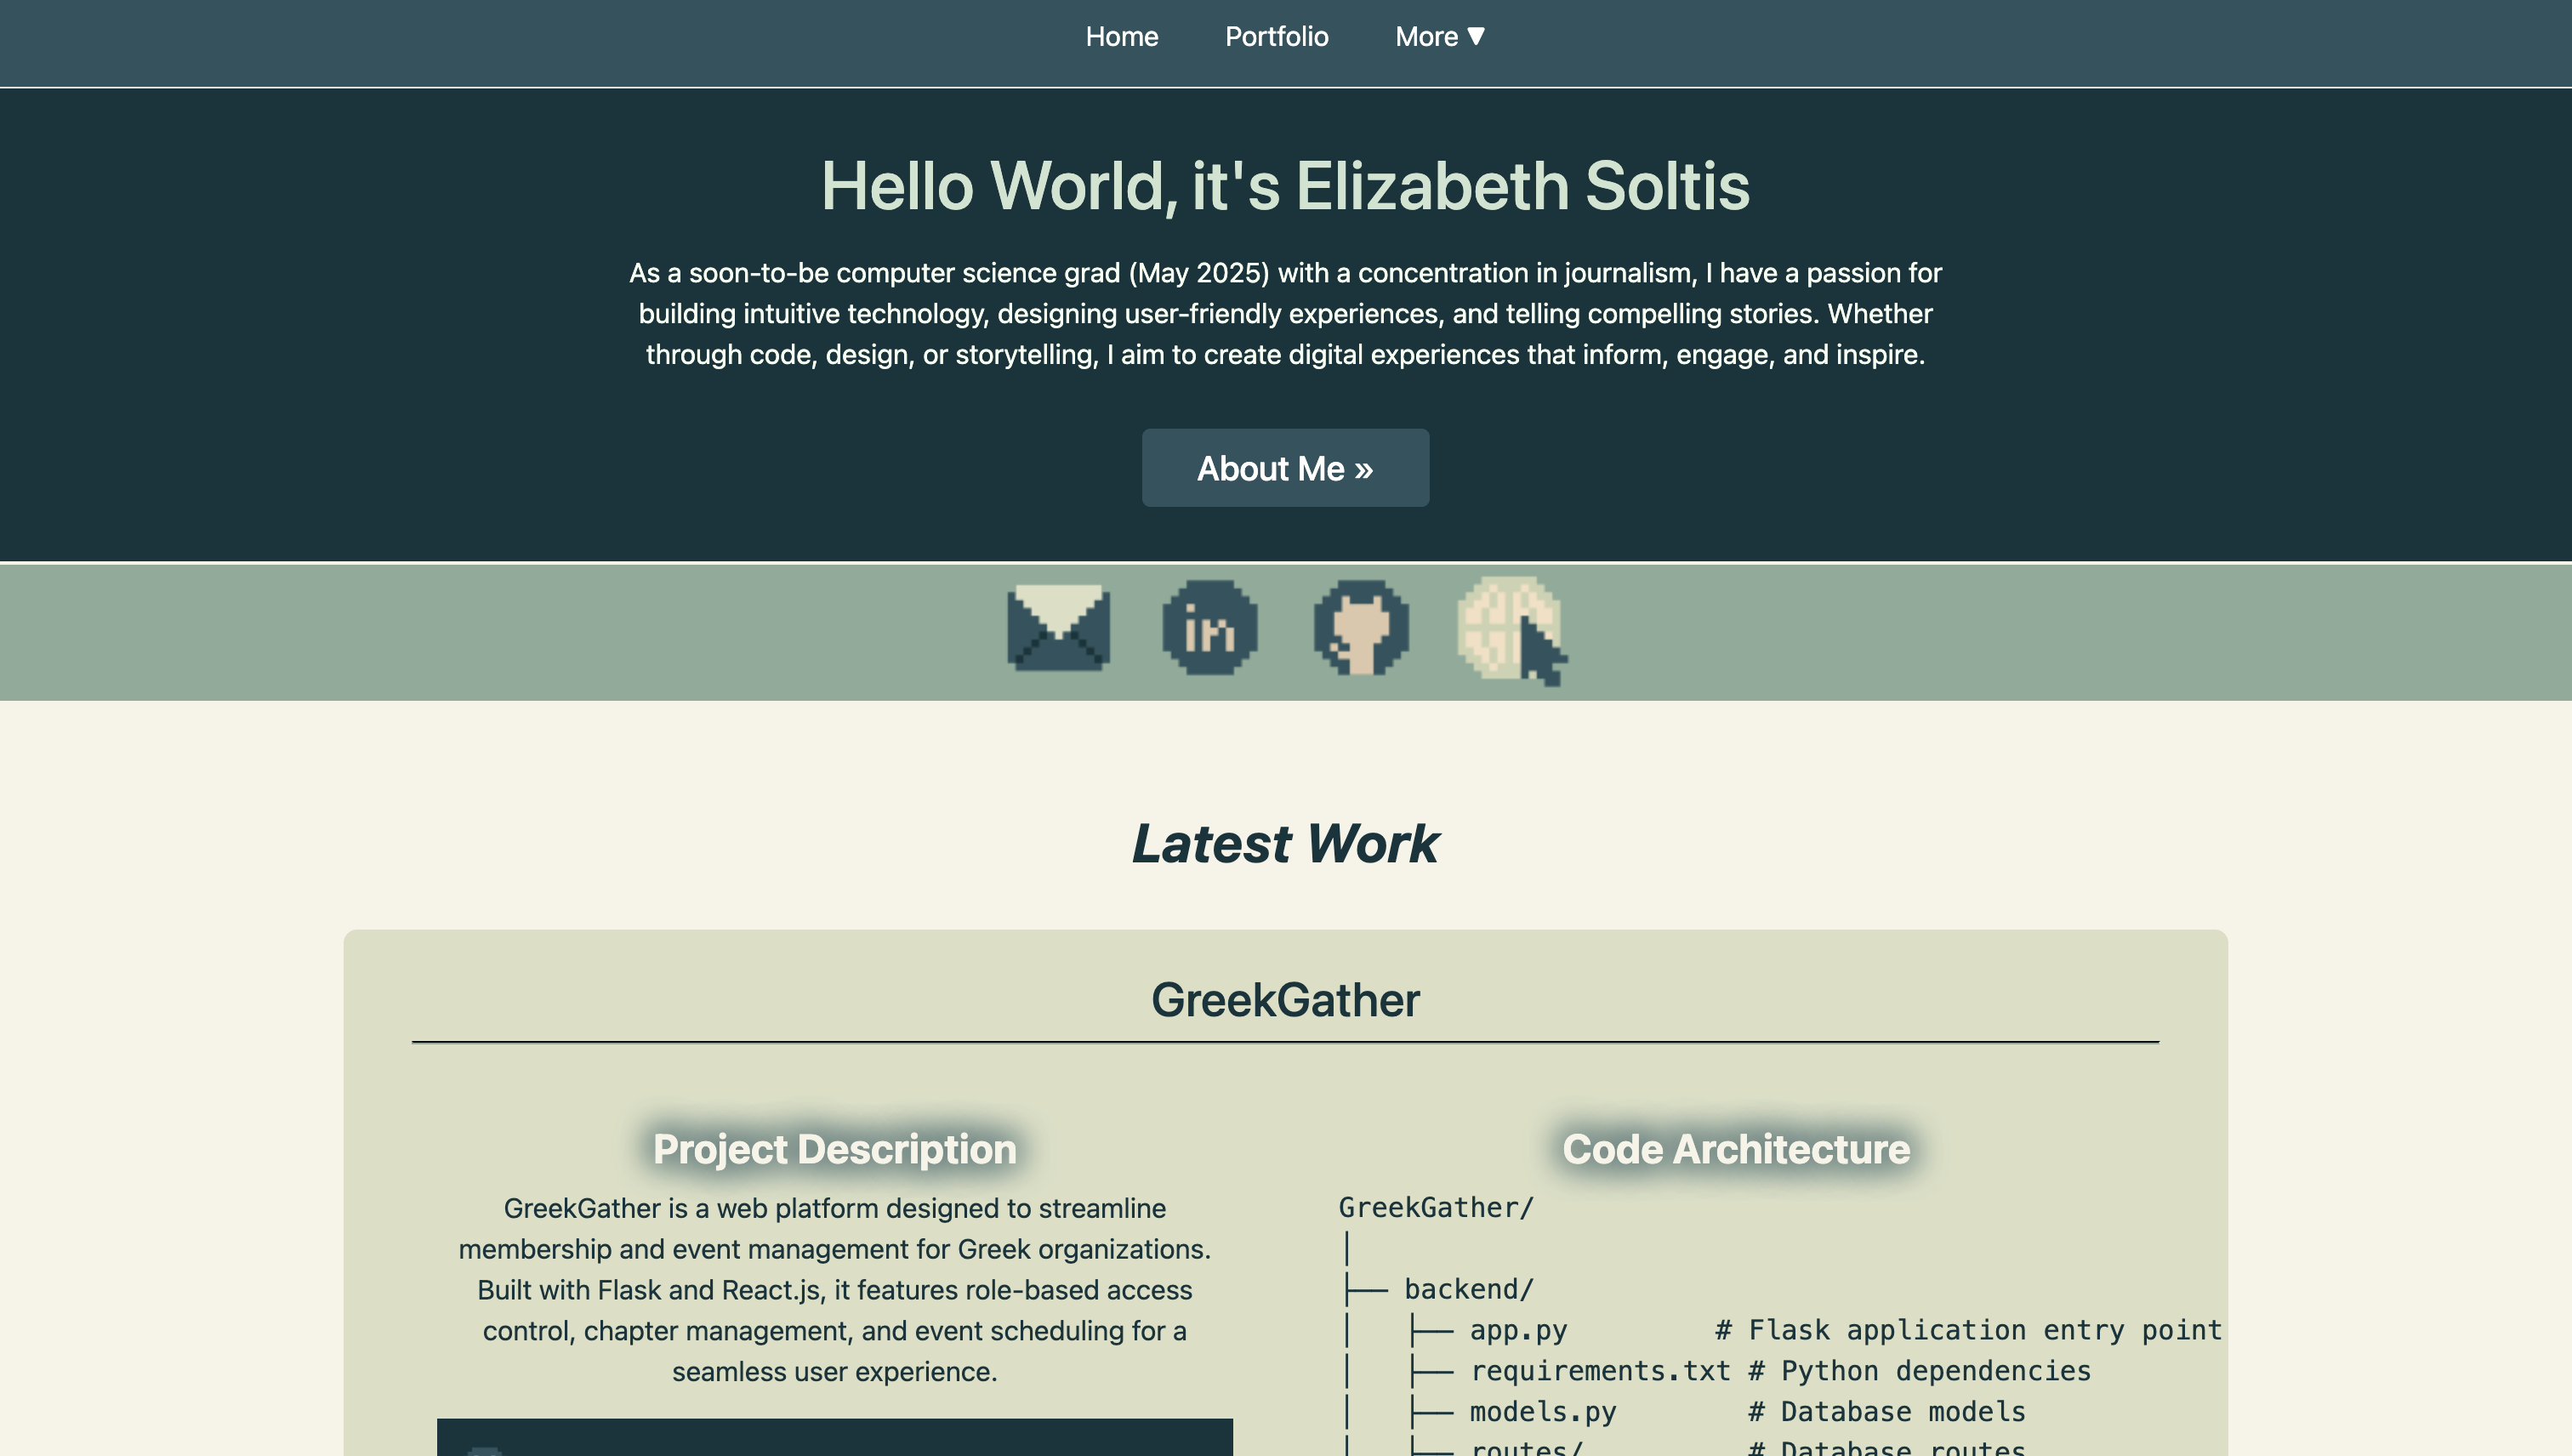 Home Portfolio More ▼
Hello World, it's Elizabeth Soltis
As a soon-to-be computer science grad (May 2025) with a concentration in journalism, I have a passion for
building intuitive technology, designing user-friendly experiences, and telling compelling stories. Whether
through code, design, or storytelling, I aim to create digital experiences that inform, engage, and inspire.
About Me »
in
Latest Work
GreekGather
Project Description
GreekGather is a web platform designed to streamline
membership and event management for Greek organizations.
Built with Flask and React.js, it features role-based access
control, chapter management, and event scheduling for a
seamless user experience.
Code Architecture
GreekGather/
│
├── backend/
│   ├── app.py         # Flask application entry point
│   ├── requirements.txt # Python dependencies
│   ├── models.py        # Database models
│   ├── routes/          # Database routes